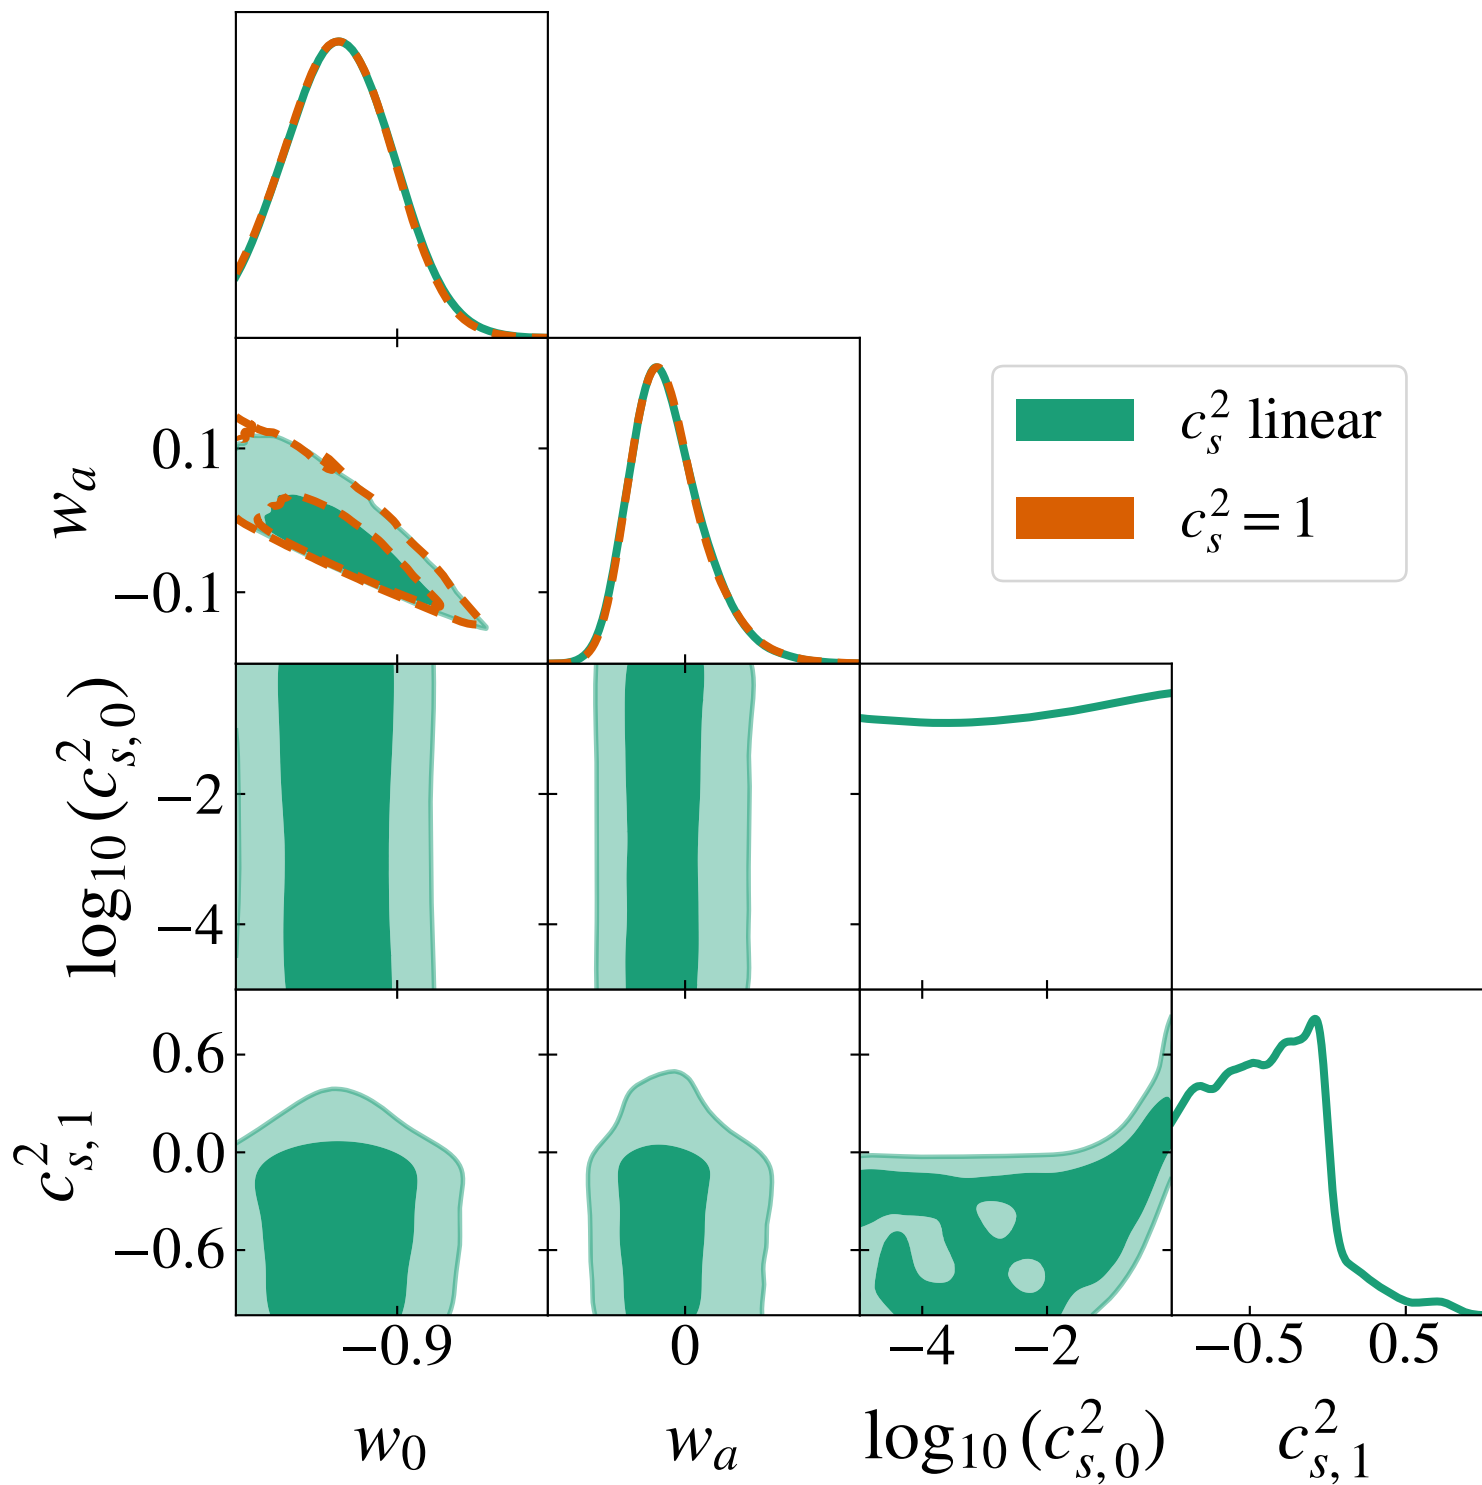 0.1
−0.1
w_a
c_s^2 linear
c_s^2 = 1
−2
−4
log_10(c_{s,0}^2)
0.6
0.0
−0.6
c_{s,1}^2
−0.9
0
−4
−2
−0.5
0.5
w_0
w_a
log_10(c_{s,0}^2)
c_{s,1}^2